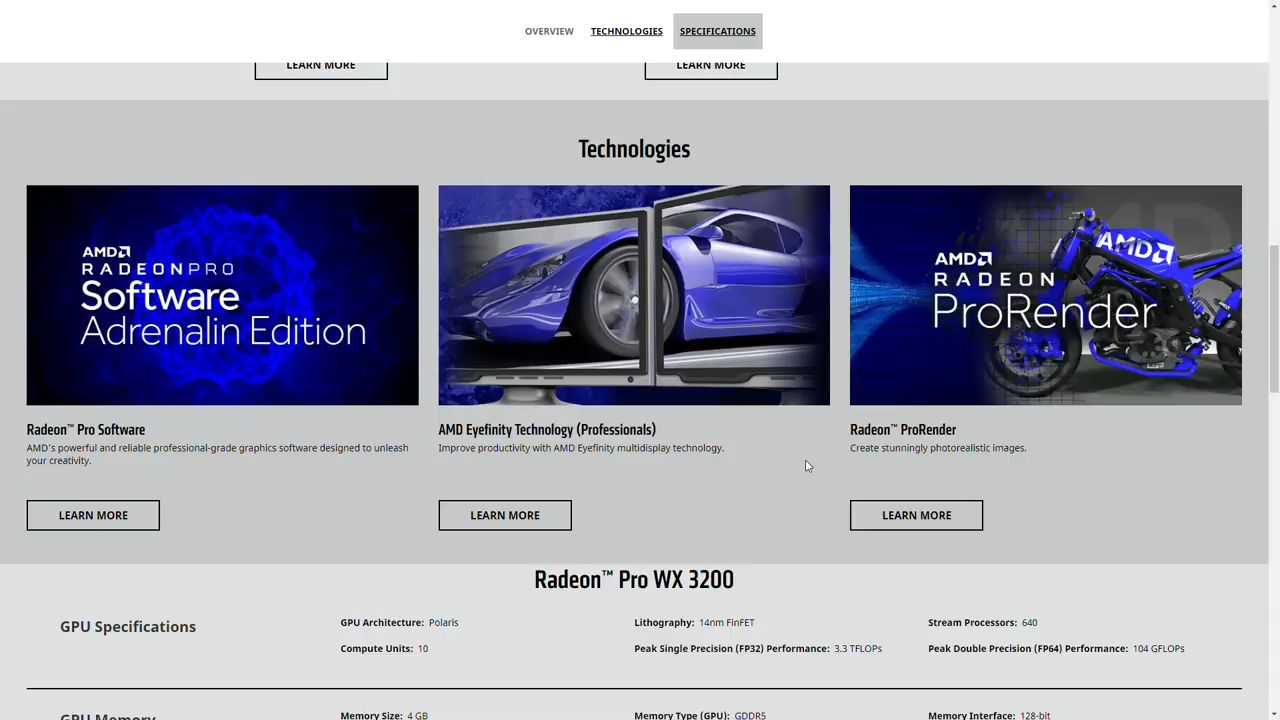 OVERVIEW TECHNOLOGIES SPECIFICATIONS
LEARN MORE LEARN MORE
Technologies
AMD
RADEON PRO
Software
Adrenalin Edition
AMD
AMD
RADEON
ProRender
Radeon™ Pro Software
AMD's powerful and reliable professional-grade graphics software designed to unleash
your creativity.
LEARN MORE
AMD Eyefinity Technology (Professionals)
Improve productivity with AMD Eyefinity multidisplay technology.
LEARN MORE
Radeon™ ProRender
Create stunningly photorealistic images.
LEARN MORE
Radeon™ Pro WX 3200
GPU Specifications
GPU Architecture: Polaris
Lithography: 14nm FinFET
Stream Processors: 640
Compute Units: 10
Peak Single Precision (FP32) Performance: 3.3 TFLOPs
Peak Double Precision (FP64) Performance: 104 GFLOPs
GPU Memory
Memory Size: 4 GB
Memory Type (GPU): GDDR5
Memory Interface: 128-bit